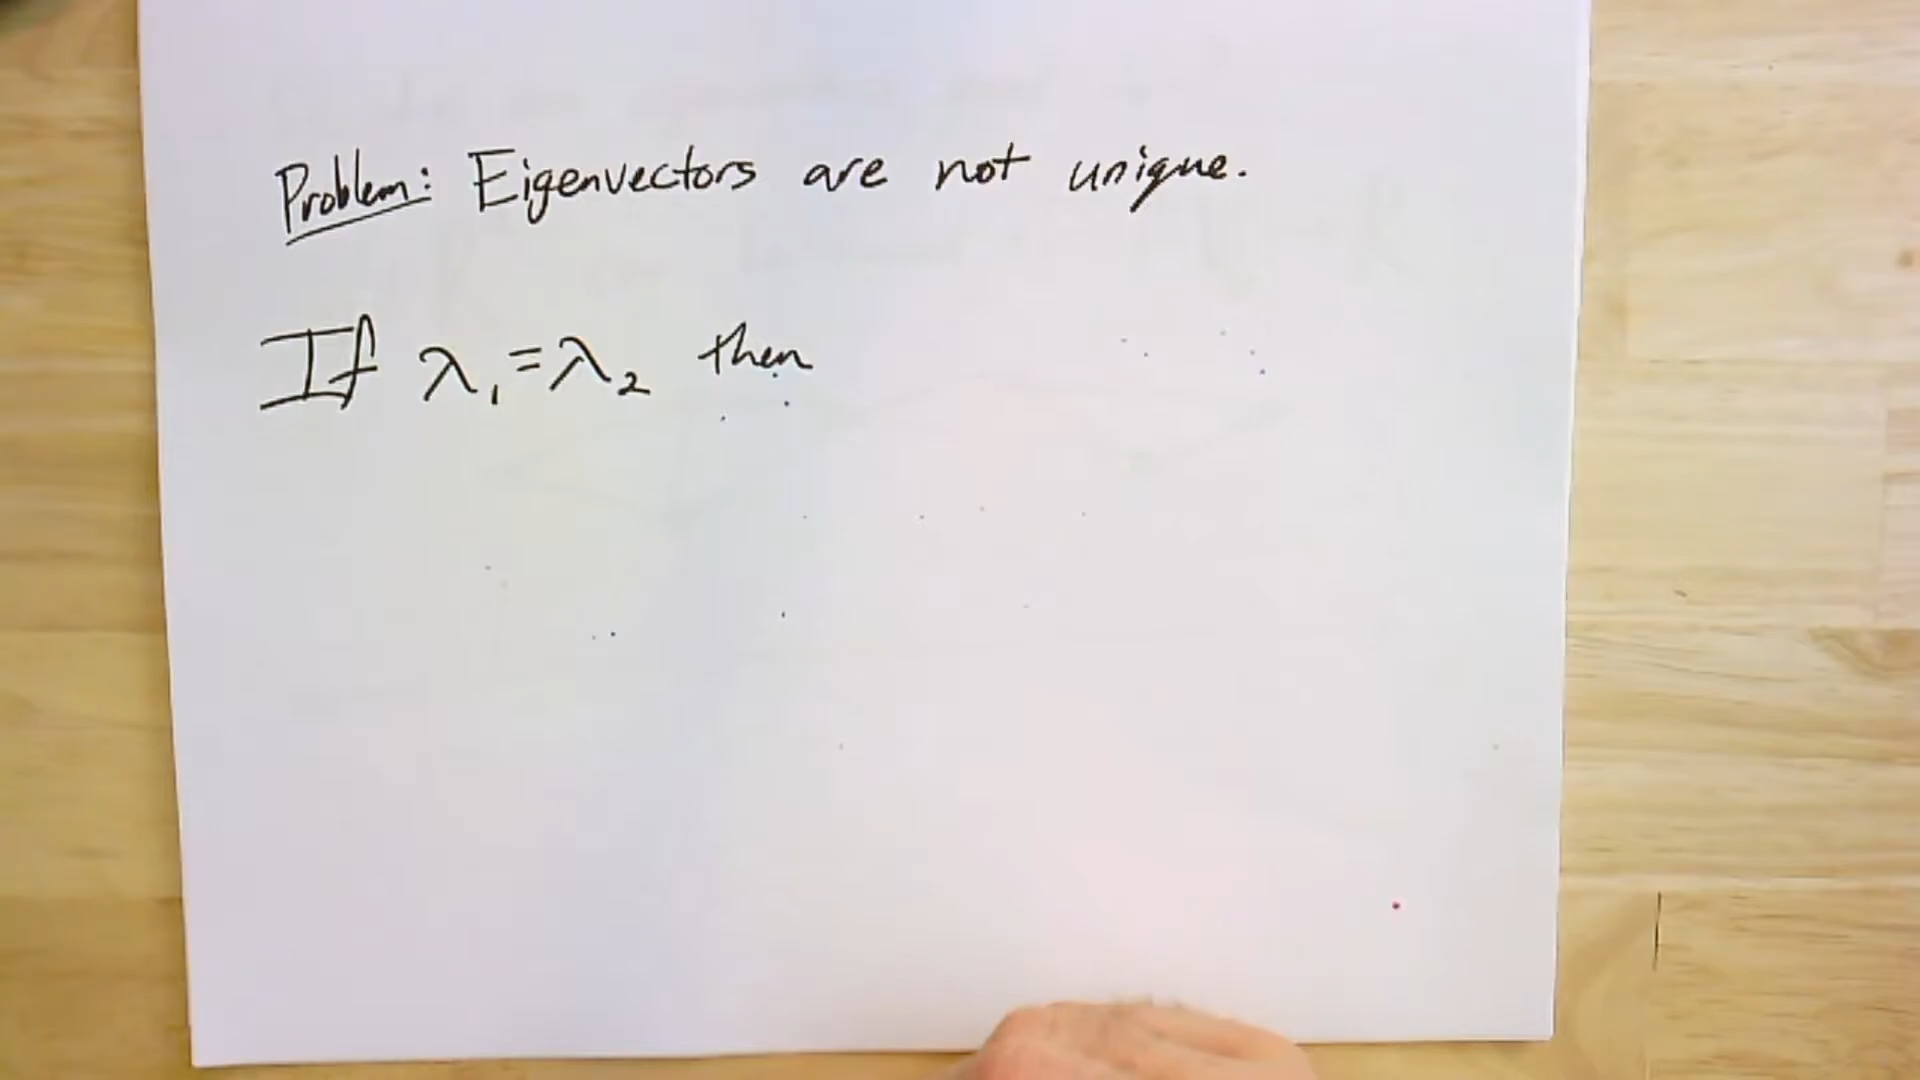 Problem: Eigenvectors are not unique.
If λ₁=λ₂ then